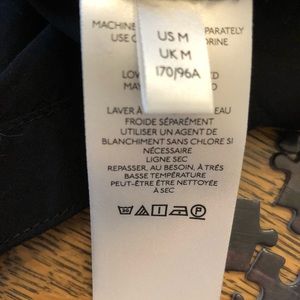 MACHINE
US M
UK M
170/96A
LAVER À
EAU
FROIDE SÉPARÉMENT
UTILISER UN AGENT DE
BLANCHIMENT SANS CHLORE SI
NÉCESSAIRE
LIGNE SEC
REPASSER, AU BESOIN, À TRÈS
BASSE TEMPÉRATURE
PEUT-ÊTRE ÊTRE NETTOYÉE
À SEC